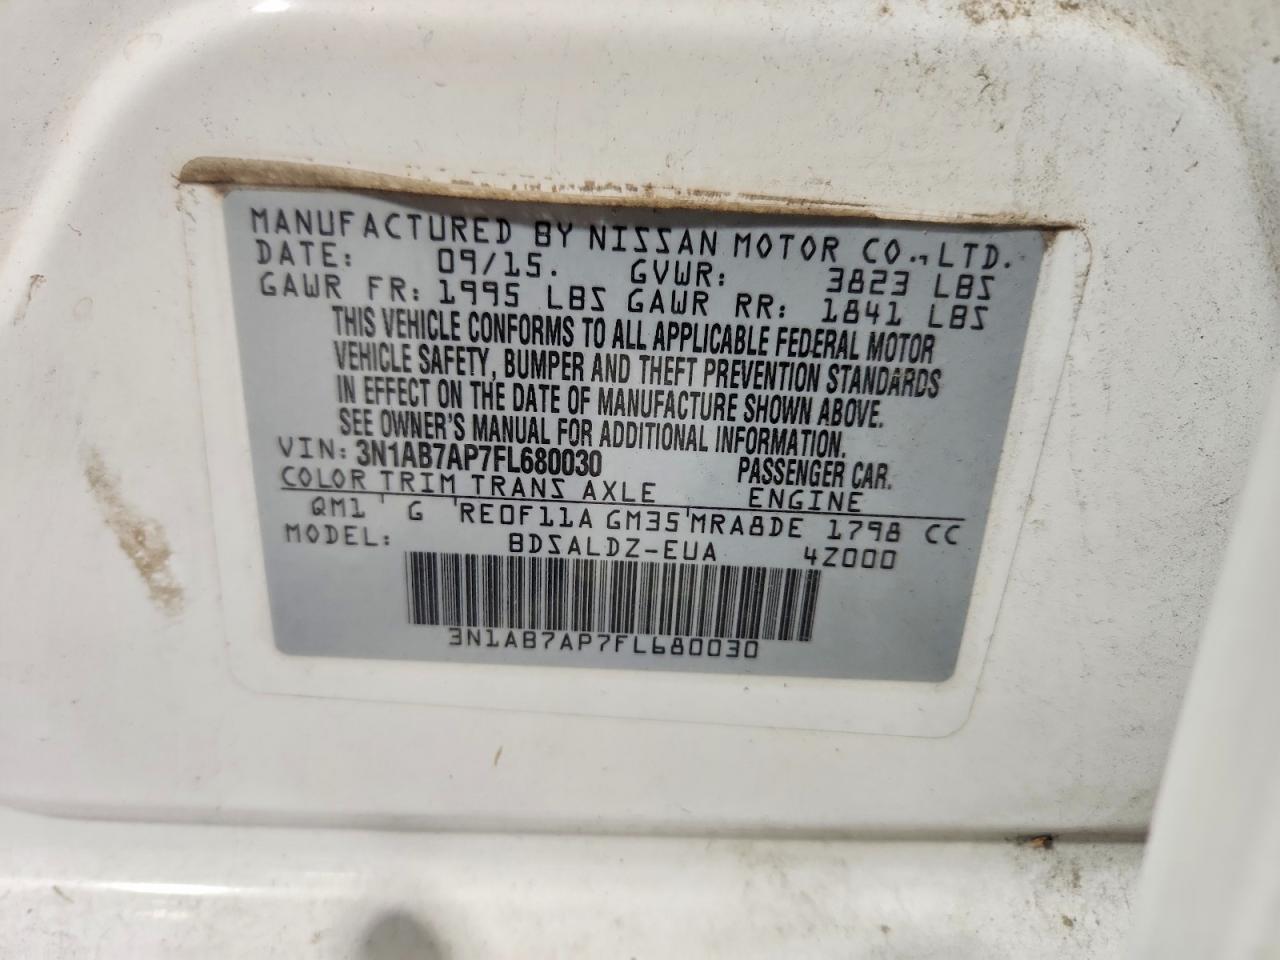 MANUFACTURED BY NISSAN MOTOR CO., LTD.
DATE: 09/15. GVWR: 3823 LBS
GAWR FR: 1995 LBS GAWR RR: 1841 LBS
THIS VEHICLE CONFORMS TO ALL APPLICABLE FEDERAL MOTOR
VEHICLE SAFETY, BUMPER AND THEFT PREVENTION STANDARDS
IN EFFECT ON THE DATE OF MANUFACTURE SHOWN ABOVE.
SEE OWNER'S MANUAL FOR ADDITIONAL INFORMATION.
VIN: 3N1AB7AP7FL680030 PASSENGER CAR.
COLOR TRIM TRANS AXLE ENGINE
QM1 G RE0F11A GM35 MRA8DE 1798 CC
MODEL: BDSALDZ-EUA 4Z000
3N1AB7AP7FL680030